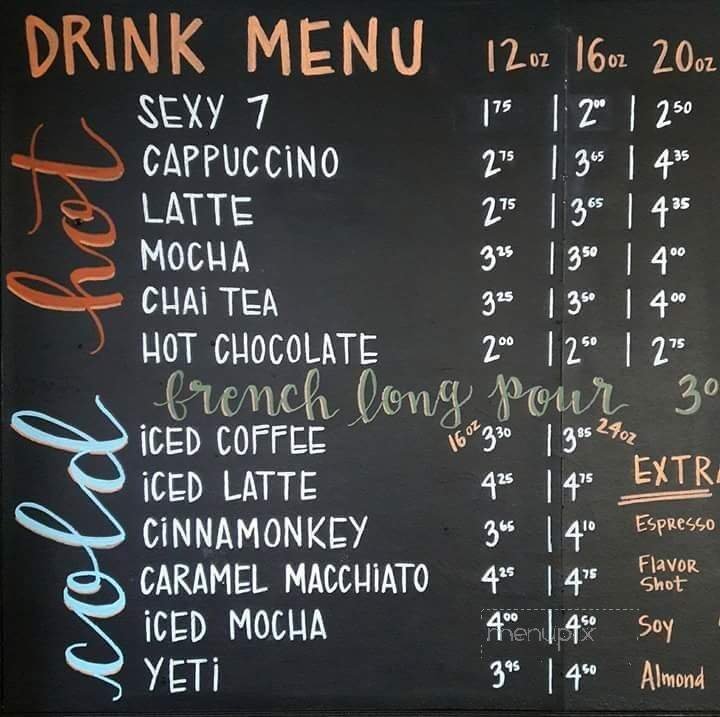 DRINK MENU 12oz | 16oz 20oz
hot
SEXY 7 1 75 | 2 00 | 2 50
CAPPUCCINO 2 75 | 3 65 | 4 35
LATTE 2 75 | 3 65 | 4 35
MOCHA 3 25 | 3 50 | 4 00
CHAI TEA 3 25 | 3 50 | 4 00
HOT CHOCOLATE 2 00 | 2 50 | 2 75
french long pour
cold
ICED COFFEE 16oz 3 30 | 3 85 24oz
ICED LATTE 4 25 | 4 75
CINNAMONKEY 3 65 | 4 10
CARAMEL MACCHIATO 4 25 | 4 75
ICED MOCHA 4 00 | 4 50
YETI 3 95 | 4 50
Espresso
Flavor
Shot
Soy
Almond
menupix